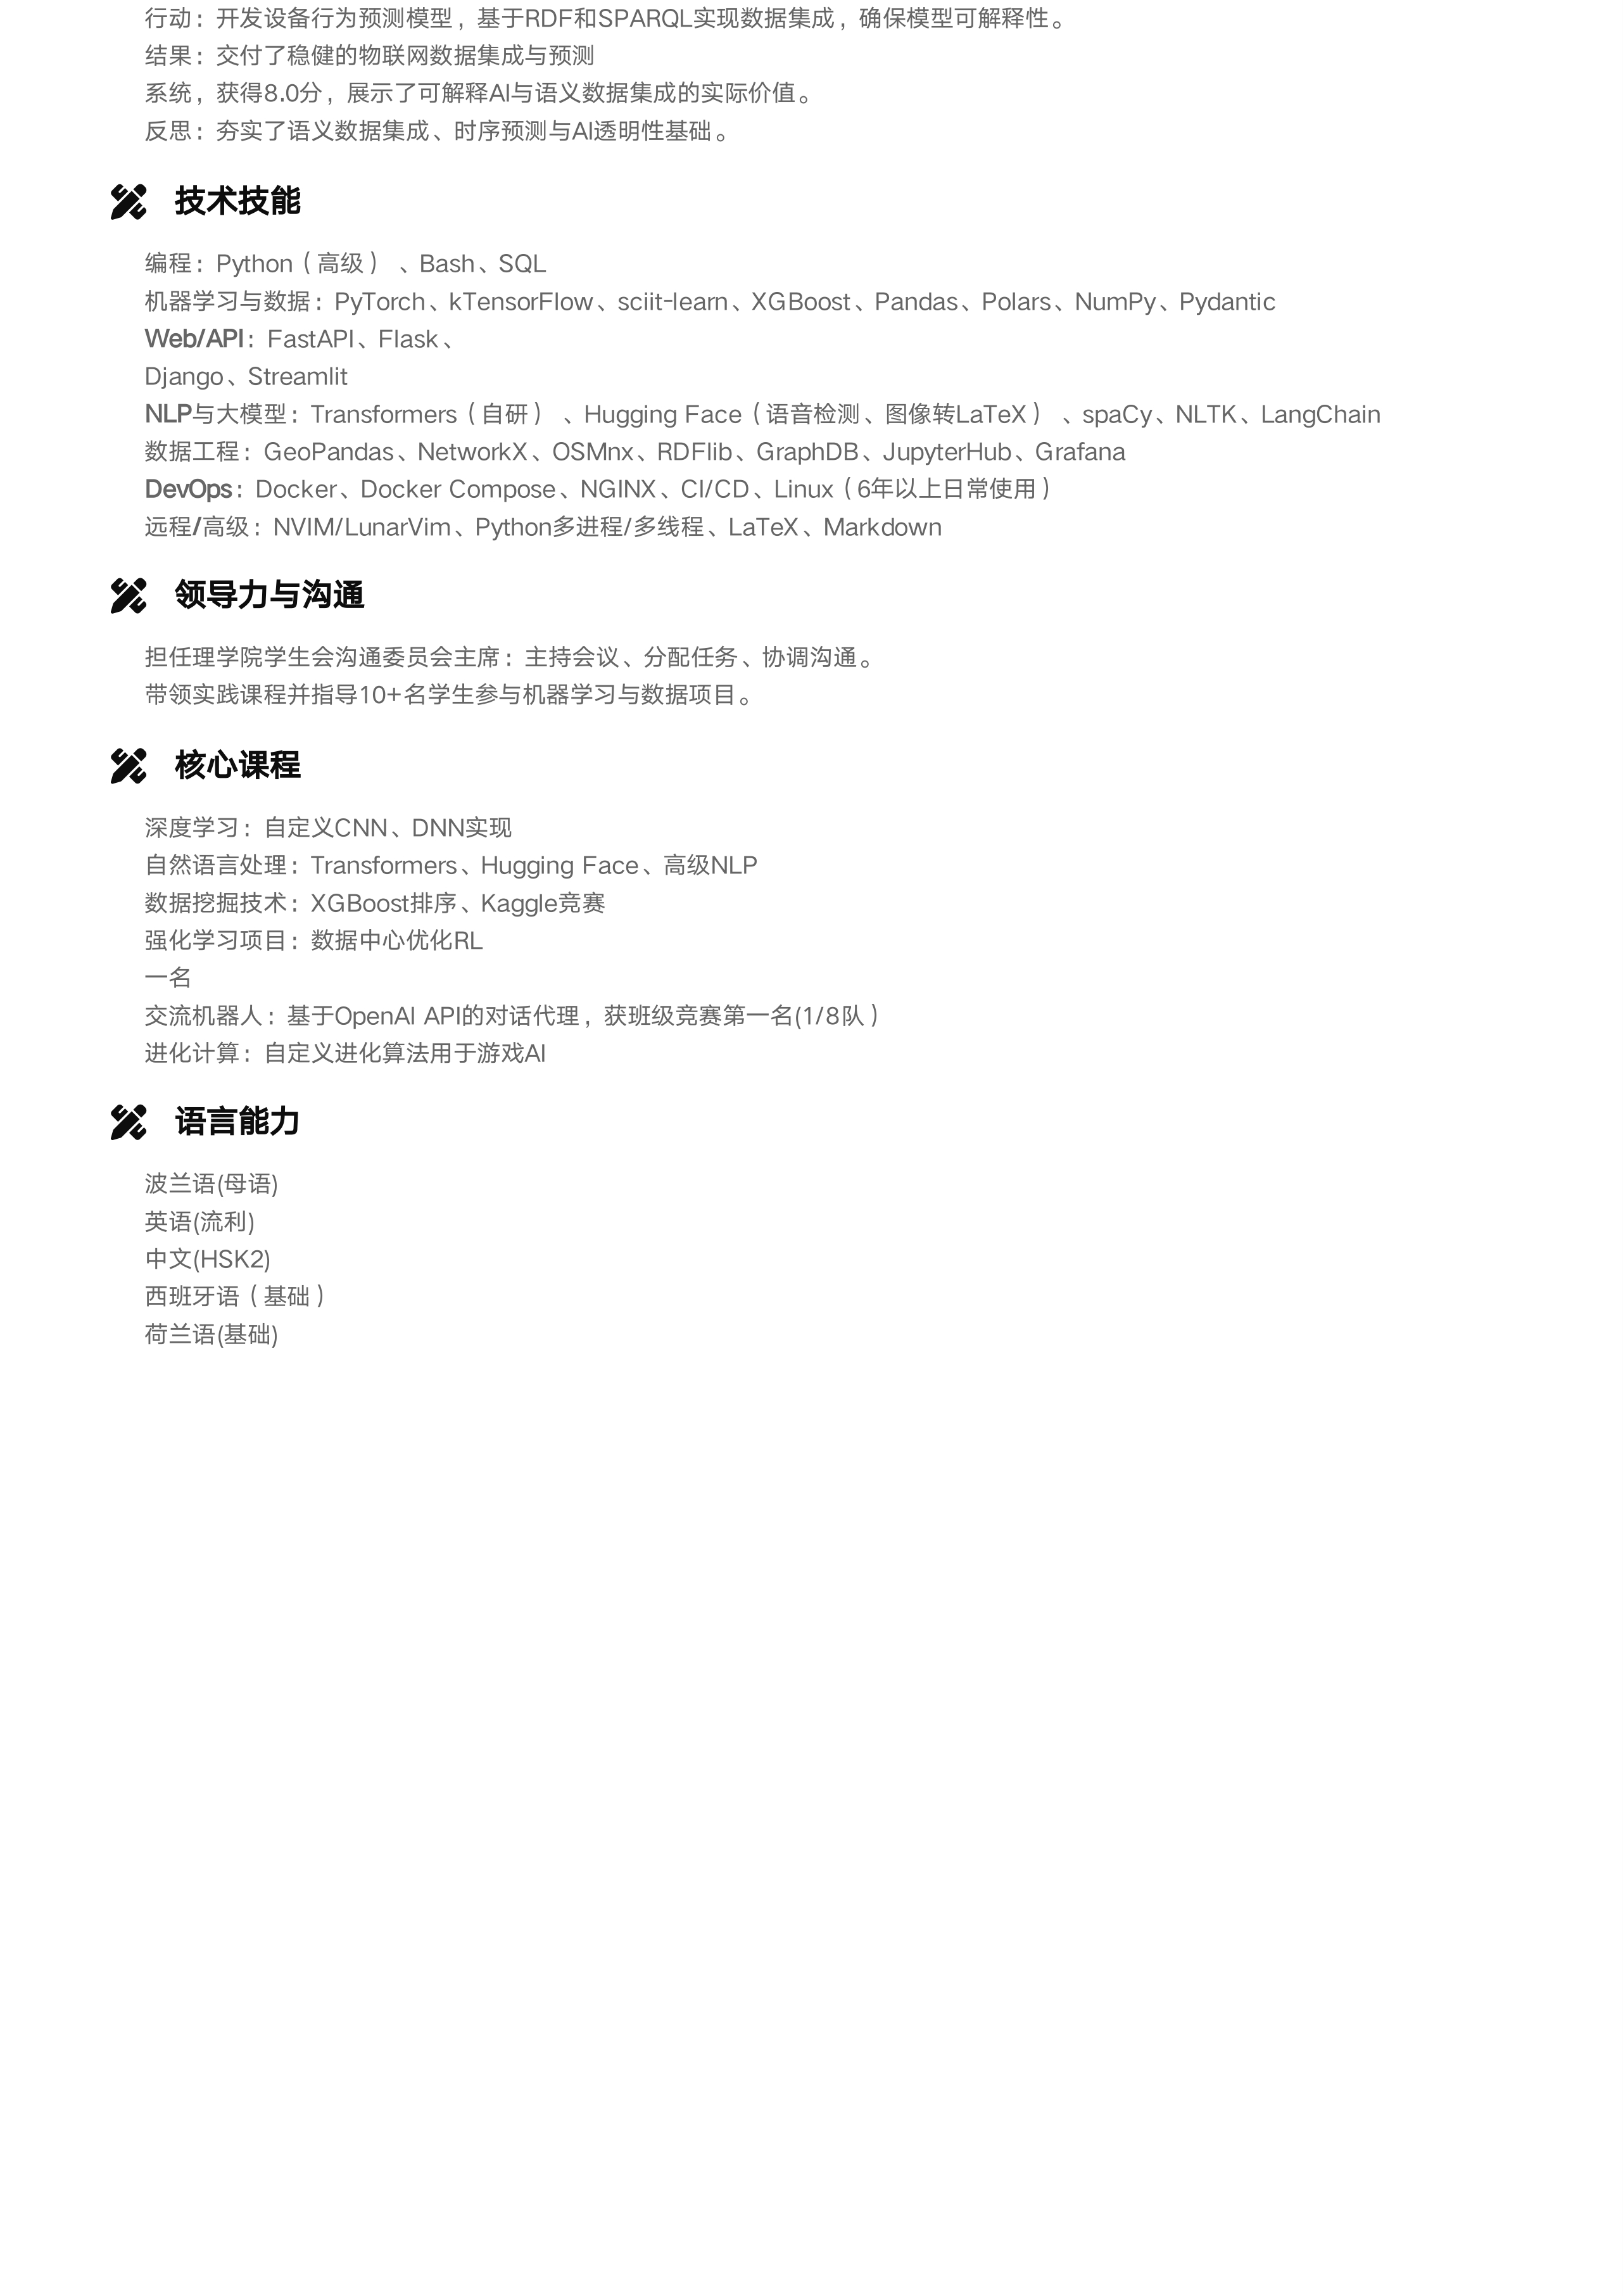 行动：开发设备行为预测模型，基于RDF和SPARQL实现数据集成，确保模型可解释性。
结果：交付了稳健的物联网数据集成与预测
系统，获得8.0分，展示了可解释AI与语义数据集成的实际价值。
反思：夯实了语义数据集成、时序预测与AI透明性基础。
技术技能
编程：Python（高级） 、Bash、SQL
机器学习与数据：PyTorch、kTensorFlow、sciit-learn、XGBoost、Pandas、Polars、NumPy、Pydantic
Web/API：FastAPI、Flask、
Django、Streamlit
NLP与大模型：Transformers（自研） 、Hugging Face（语音检测、图像转LaTeX） 、spaCy、NLTK、LangChain
数据工程：GeoPandas、NetworkX、OSMnx、RDFlib、GraphDB、JupyterHub、Grafana
DevOps：Docker、Docker Compose、NGINX、CI/CD、Linux（6年以上日常使用）
远程/高级：NVIM/LunarVim、Python多进程/多线程、LaTeX、Markdown
领导力与沟通
担任理学院学生会沟通委员会主席：主持会议、分配任务、协调沟通。
带领实践课程并指导10+名学生参与机器学习与数据项目。
核心课程
深度学习：自定义CNN、DNN实现
自然语言处理：Transformers、Hugging Face、高级NLP
数据挖掘技术：XGBoost排序、Kaggle竞赛
强化学习项目：数据中心优化RL
一名
交流机器人：基于OpenAI API的对话代理，获班级竞赛第一名(1/8队）
进化计算：自定义进化算法用于游戏AI
语言能力
波兰语(母语)
英语(流利)
中文(HSK2)
西班牙语（基础）
荷兰语(基础)